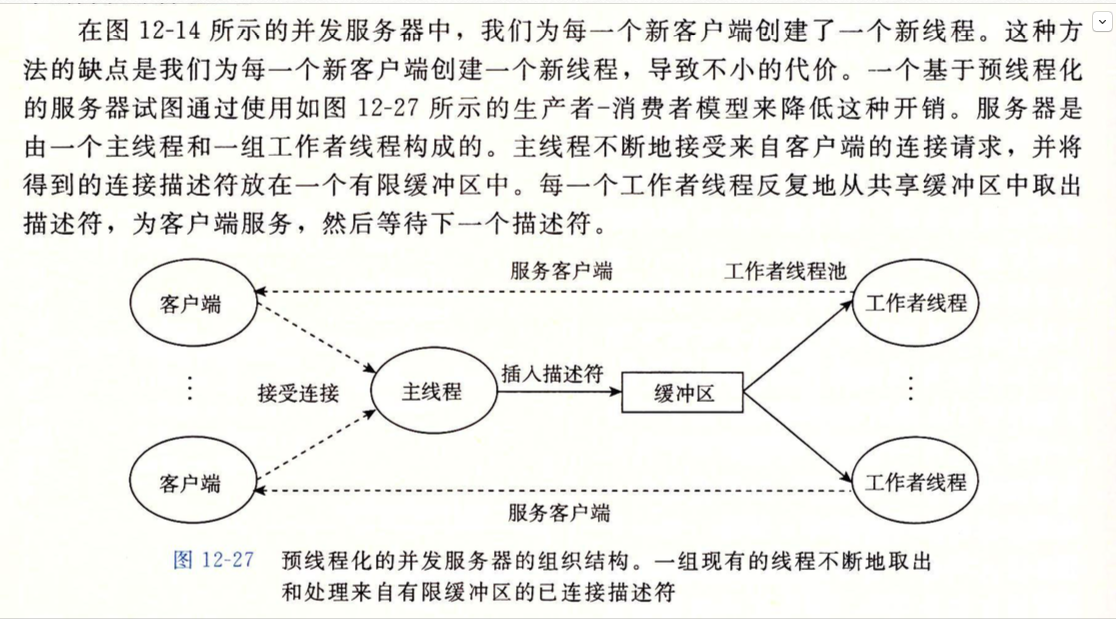 在图 12-14 所示的并发服务器中，我们为每一个新客户端创建了一个新线程。这种方
法的缺点是我们为每一个新客户端创建一个新线程，导致不小的代价。一个基于预线程化
的服务器试图通过使用如图 12-27 所示的生产者-消费者模型来降低这种开销。服务器是
由一个主线程和一组工作者线程构成的。主线程不断地接受来自客户端的连接请求，并将
得到的连接描述符放在一个有限缓冲区中。每一个工作者线程反复地从共享缓冲区中取出
描述符，为客户端服务，然后等待下一个描述符。
服务客户端
工作者线程池
客户端
工作者线程
插入描述符
接受连接
主线程
缓冲区
客户端
工作者线程
服务客户端
图 12-27 预线程化的并发服务器的组织结构。一组现有的线程不断地取出
和处理来自有限缓冲区的已连接描述符